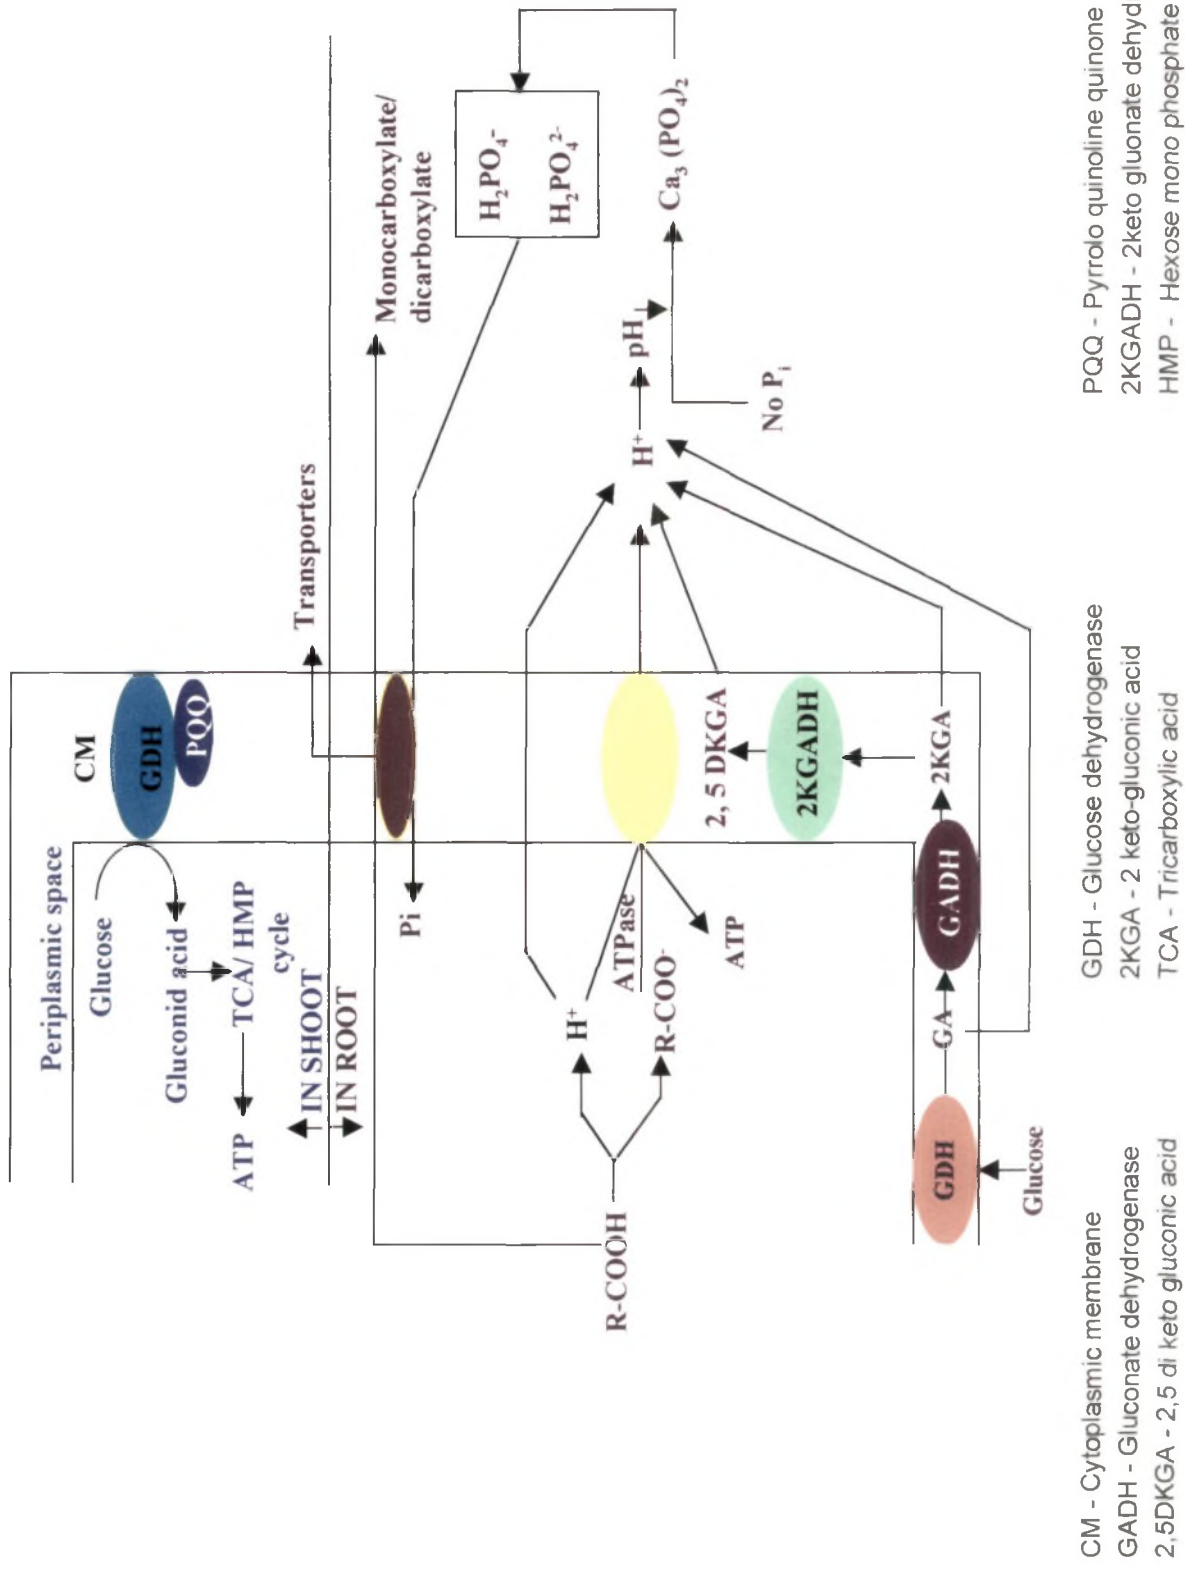 Periplasmic space
CM
Glucose
GDH
PQQ
Gluconid acid
ATP
TCA/ HMP
cycle
IN SHOOT
IN ROOT
Transporters
Monocarboxylate/
dicarboxylate
Pi
H₂PO₄⁻
H₂PO₄²⁻
H⁺
R-COOH
ATPase
R-COO⁻
ATP
H⁺
pH
Ca₃ (PO₄)₂
No Pᵢ
2, 5 DKGA
2KGADH
GDH
GA
GADH
2KGA
Glucose
CM - Cytoplasmic membrane
GADH - Gluconate dehydrogenase
2,5DKGA - 2,5 di keto gluconic acid
GDH - Glucose dehydrogenase
2KGA - 2 keto-gluconic acid
TCA - Tricarboxylic acid
PQQ - Pyrrolo quinoline quinone
2KGADH - 2keto gluonate dehyd
HMP - Hexose mono phosphate